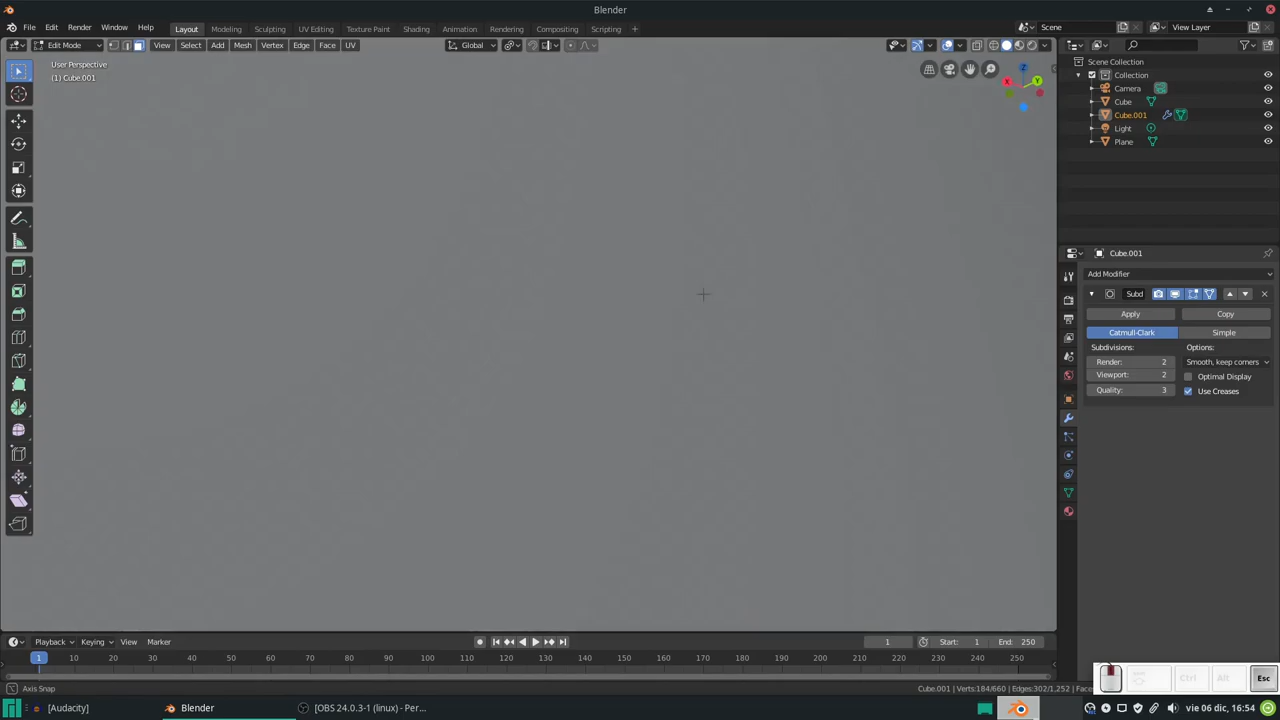 Blender
File Edit Render Window Help
Layout Modeling Sculpting UV Editing Texture Paint Shading Animation Rendering Compositing Scripting
Scene
View Layer
Edit Mode View Select Add Mesh Vertex Edge Face UV
Global
User Perspective
(1) Cube.001
Scene Collection
Collection
Camera
Cube
Cube.001
Light
Plane
Cube.001
Add Modifier
Subd
Apply Copy
Catmull-Clark Simple
Subdivisions: Options:
Render: 2 Smooth, keep corners
Viewport: 2 Optimal Display
Quality: 3 Use Creases
X Y Z
Playback Keying View Marker
1 Start: 1 End: 250
1 10 20 30 40 50 60 70 80 90 100 110 120 130 140 150 160 170 180 190 200 210 220 230 240 250
Ctrl Alt Esc
Axis Snap
Cube.001 | Verts:184/660 | Edges:302/1,252 | Face
[Audacity] Blender [OBS 24.0.3-1 (linux) - Per...
vie 06 dic, 16:54